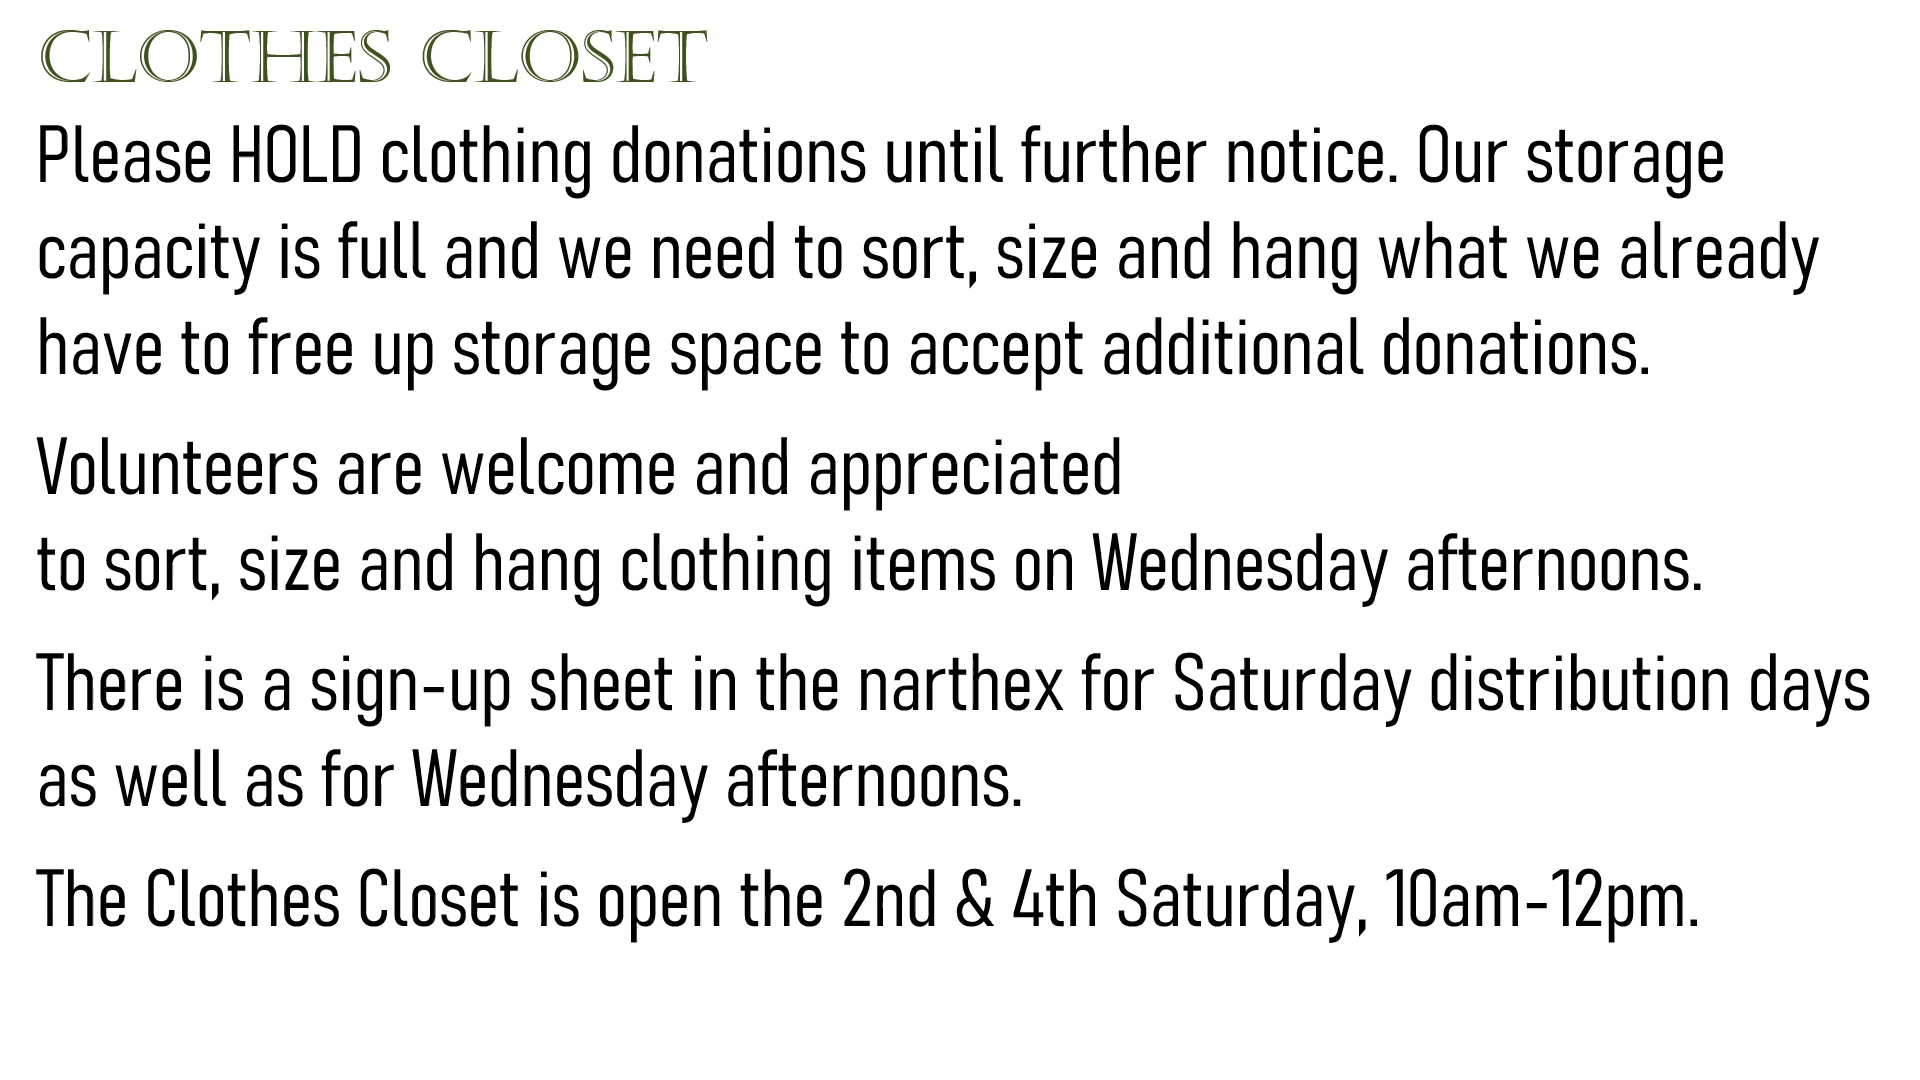 CLOTHES CLOSET
Please HOLD clothing donations until further notice. Our storage
capacity is full and we need to sort, size and hang what we already
have to free up storage space to accept additional donations.
Volunteers are welcome and appreciated
to sort, size and hang clothing items on Wednesday afternoons.
There is a sign-up sheet in the narthex for Saturday distribution days
as well as for Wednesday afternoons.
The Clothes Closet is open the 2nd & 4th Saturday, 10am-12pm.